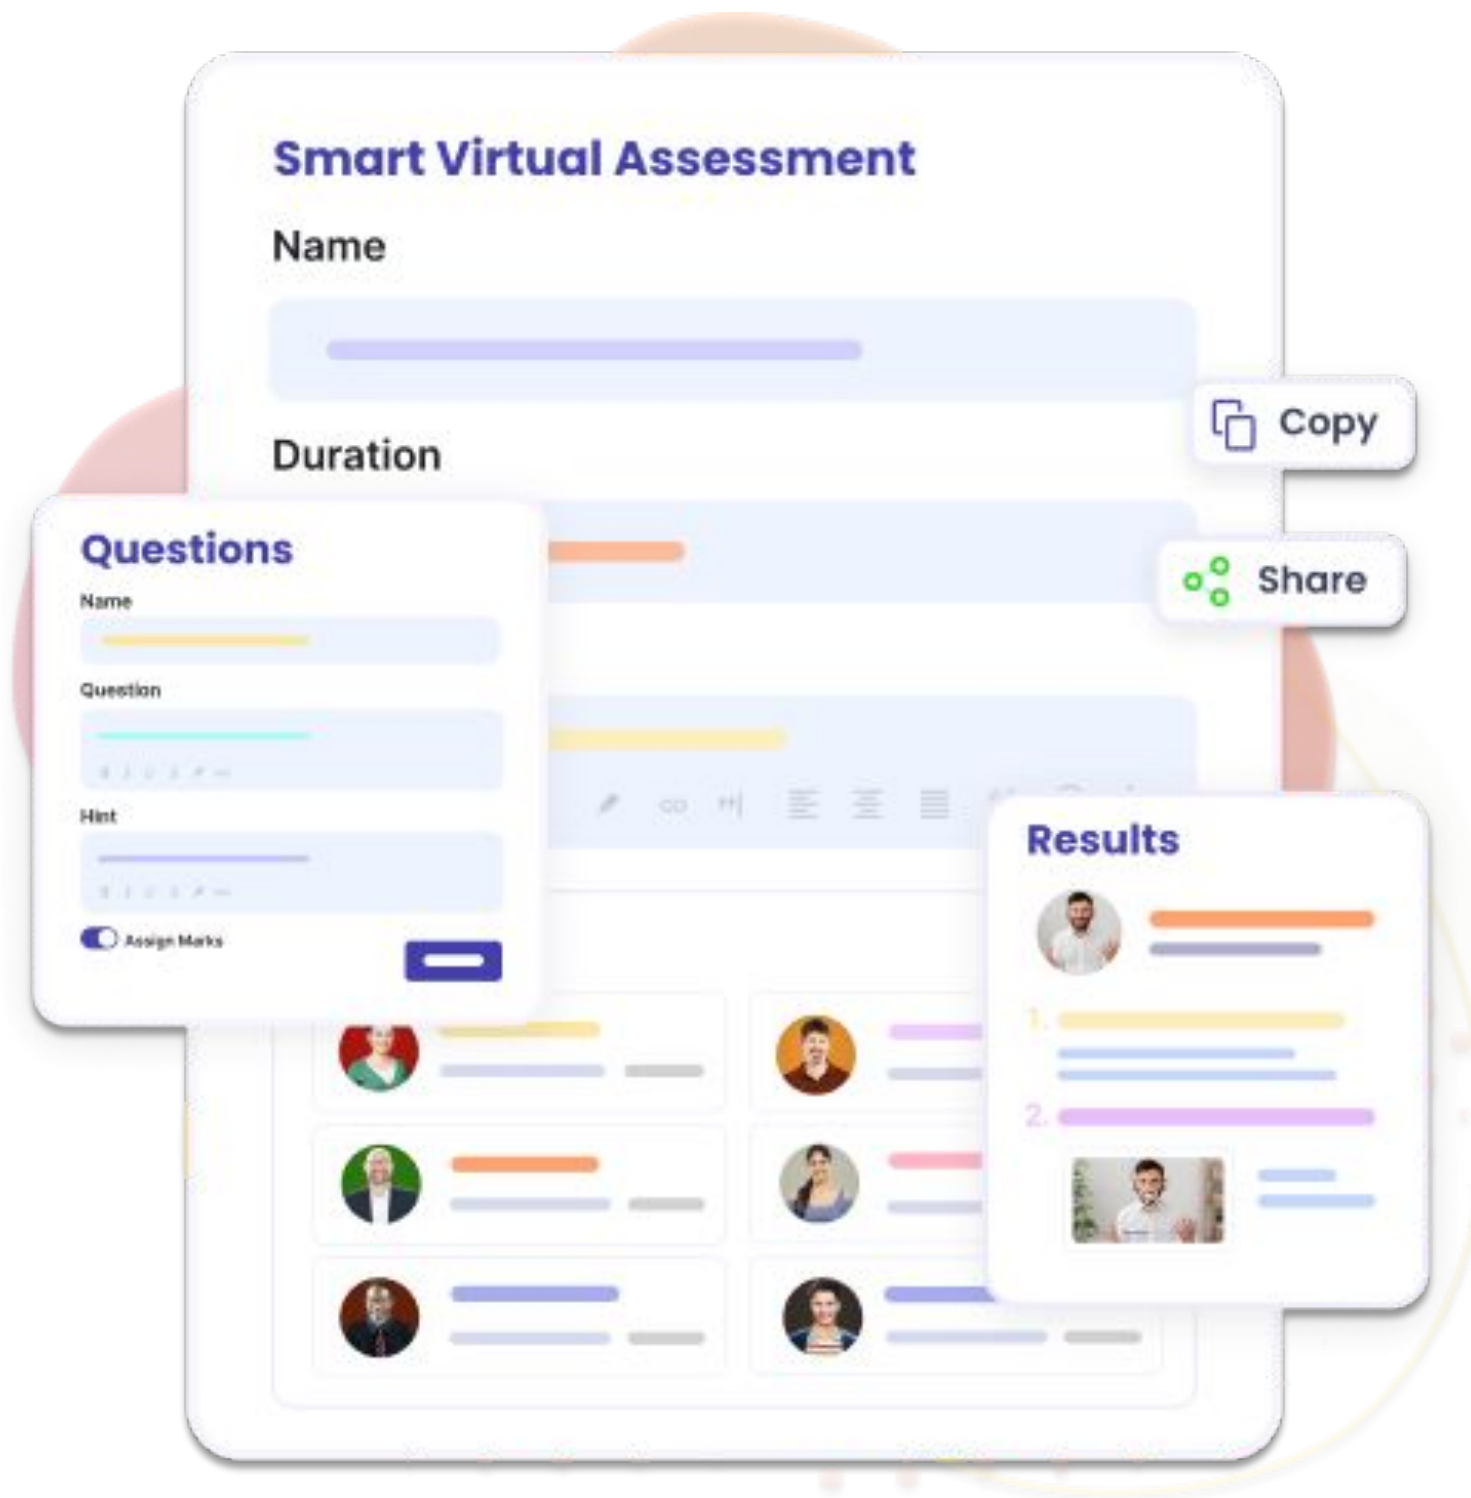 Smart Virtual Assessment
Name
Duration
Copy
Share
Questions
Name
Question
Hint
Assign Marks
Results
1.
2.